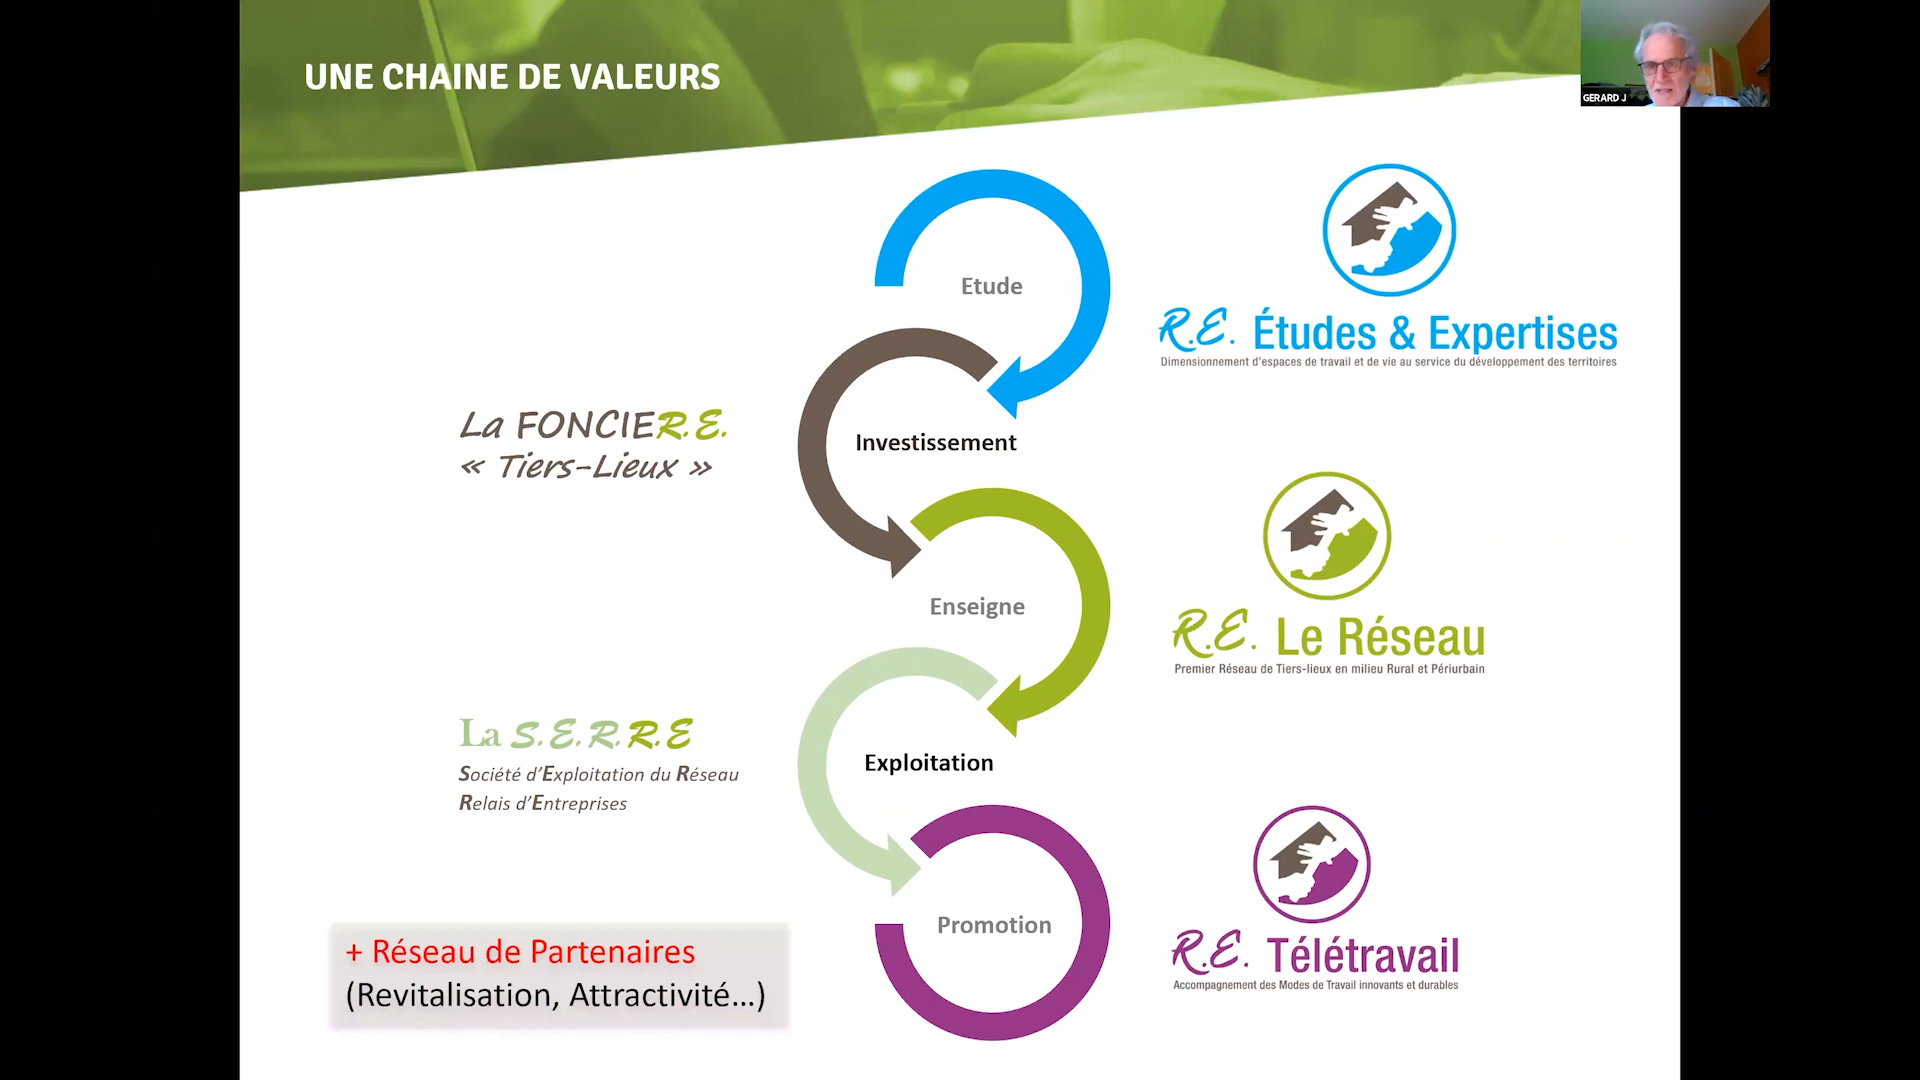 UNE CHAINE DE VALEURS
GERARD J
Etude
R.E. Études & Expertises
Dimensionnement d'espaces de travail et de vie au service du développement des territoires
La FONCIER.E.
« Tiers-Lieux »
Investissement
Enseigne
R.E. Le Réseau
Premier Réseau de Tiers-lieux en milieu Rural et Périurbain
La S.E.R.R.E
Société d'Exploitation du Réseau
Relais d'Entreprises
Exploitation
Promotion
R.E. Télétravail
Accompagnement des Modes de Travail innovants et durables
+ Réseau de Partenaires
(Revitalisation, Attractivité...)